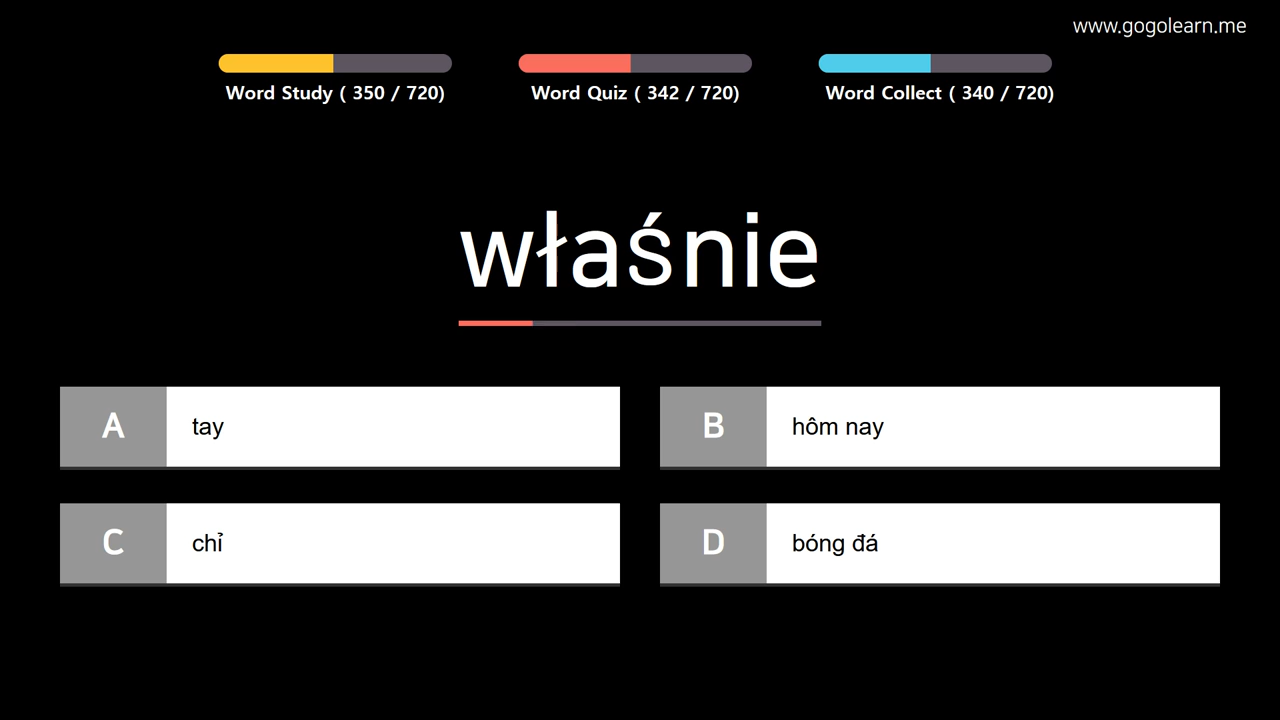 www.gogolearn.me
Word Study ( 350 / 720)
Word Quiz ( 342 / 720)
Word Collect ( 340 / 720)
właśnie
A tay
B hôm nay
C chỉ
D bóng đá